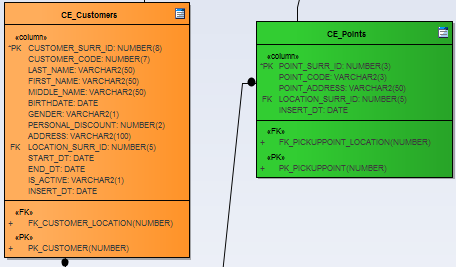 CE_Customers
«column»
*PK CUSTOMER_SURR_ID: NUMBER(8)
CUSTOMER_CODE: NUMBER(7)
LAST_NAME: VARCHAR2(50)
FIRST_NAME: VARCHAR2(50)
MIDDLE_NAME: VARCHAR2(50)
BIRTHDATE: DATE
GENDER: VARCHAR2(1)
PERSONAL_DISCOUNT: NUMBER(2)
ADDRESS: VARCHAR2(100)
FK LOCATION_SURR_ID: NUMBER(5)
START_DT: DATE
END_DT: DATE
IS_ACTIVE: VARCHAR2(1)
INSERT_DT: DATE
«FK»
+ FK_CUSTOMER_LOCATION(NUMBER)
«PK»
+ PK_CUSTOMER(NUMBER)
CE_Points
«column»
*PK POINT_SURR_ID: NUMBER(3)
POINT_CODE: VARCHAR2(3)
POINT_ADDRESS: VARCHAR2(50)
FK LOCATION_SURR_ID: NUMBER(5)
INSERT_DT: DATE
«FK»
+ FK_PICKUPPOINT_LOCATION(NUMBER)
«PK»
+ PK_PICKUPPOINT(NUMBER)